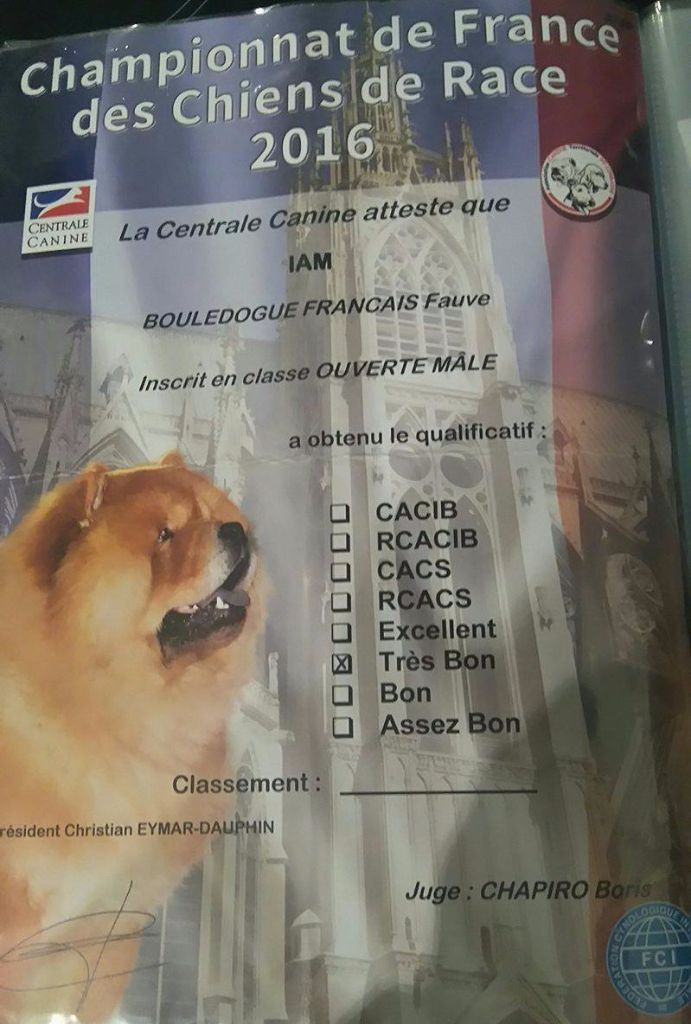 Championnat de France
des Chiens de Race
2016
CENTRALE
CANINE
La Centrale Canine atteste que
IAM
BOULEDOGUE FRANCAIS Fauve
Inscrit en classe OUVERTE MÂLE
a obtenu le qualificatif :
❑ CACIB
❑ RCACIB
❑ CACS
❑ RCACS
❑ Excellent
☒ Très Bon
❑ Bon
❑ Assez Bon
Classement :
résident Christian EYMAR-DAUPHIN
Juge : CHAPIRO Boris
FCI